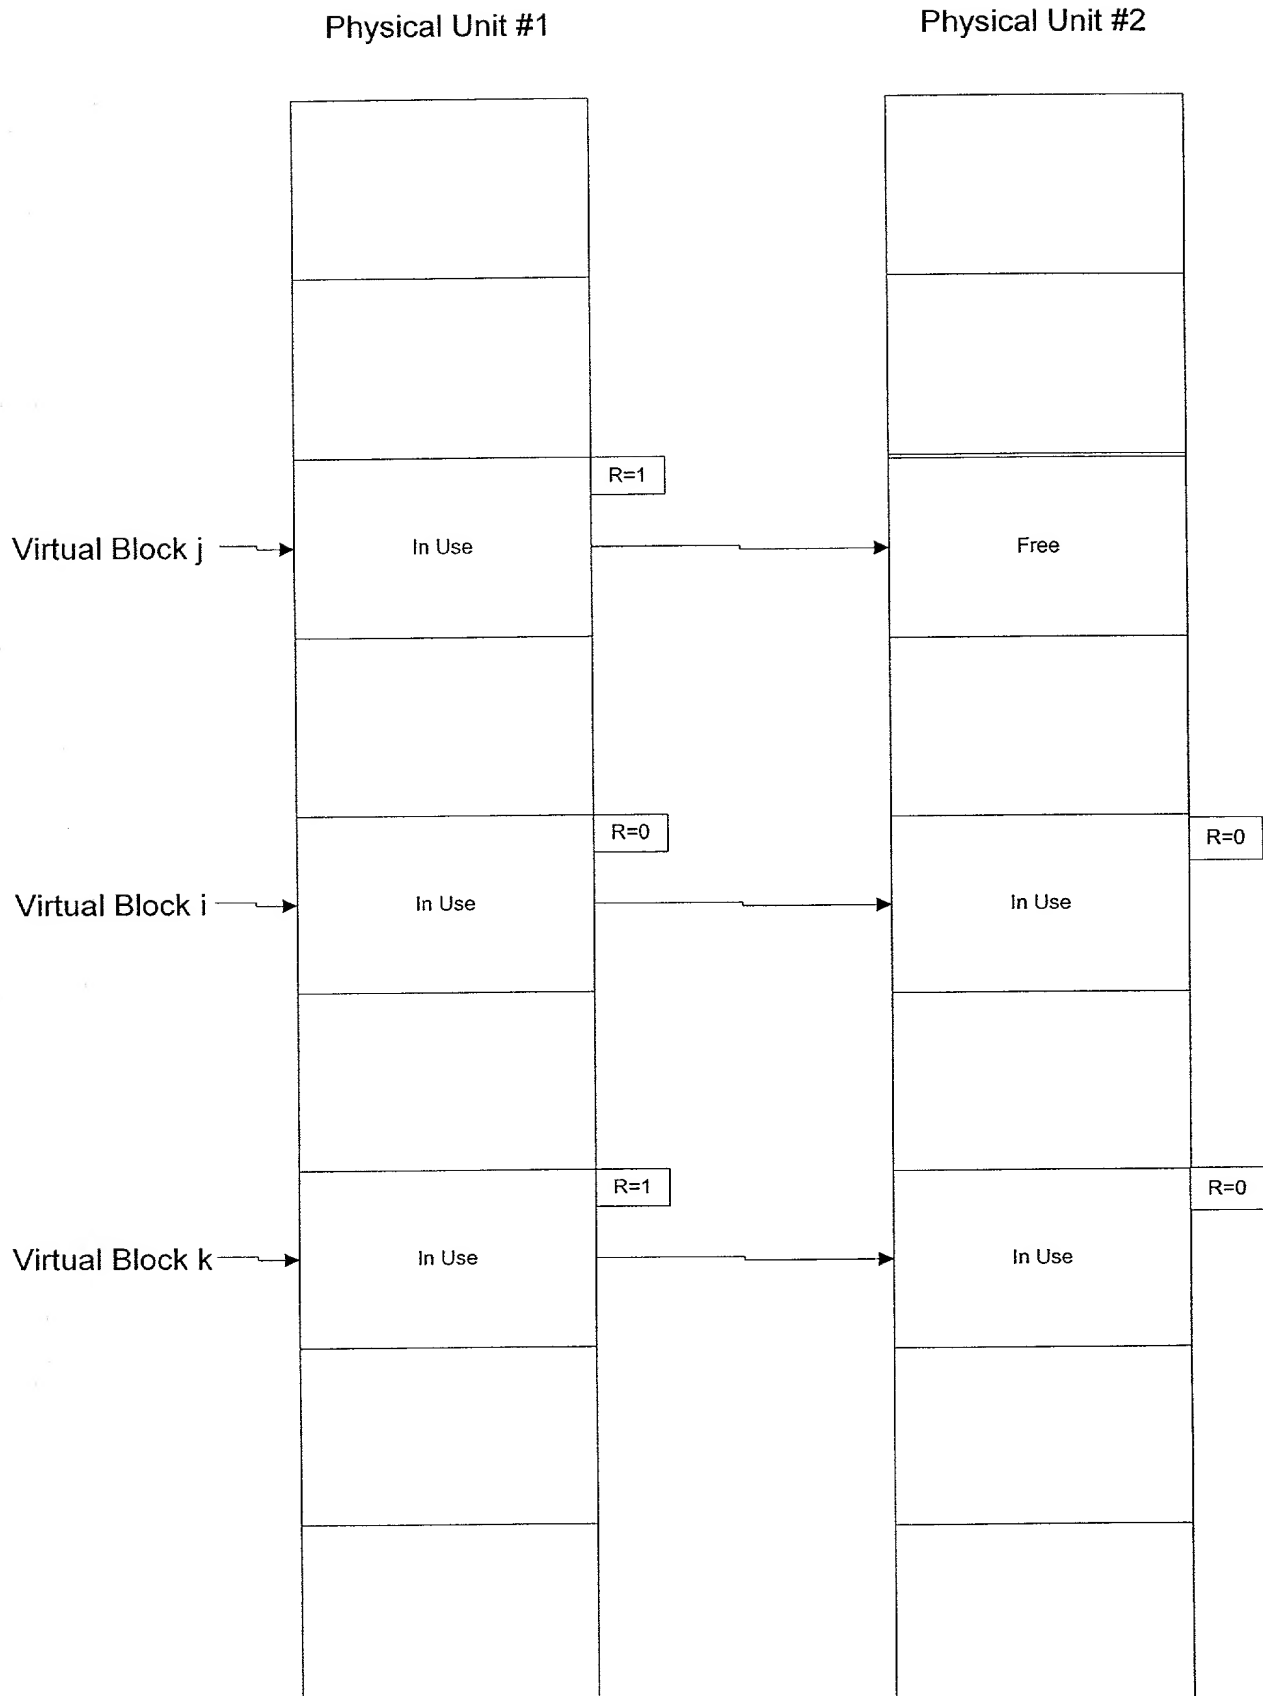 Physical Unit #1
Physical Unit #2
R=1
Virtual Block j
In Use
Free
R=0
R=0
Virtual Block i
In Use
In Use
R=1
R=0
Virtual Block k
In Use
In Use